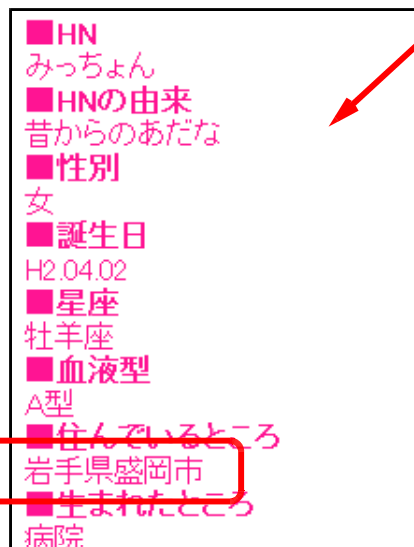 ■HN
みっちょん
■HNの由来
昔からのあだな
■性別
女
■誕生日
H2.04.02
■星座
牡羊座
■血液型
A型
■住んでいるところ
岩手県盛岡市
■生まれたところ
病院